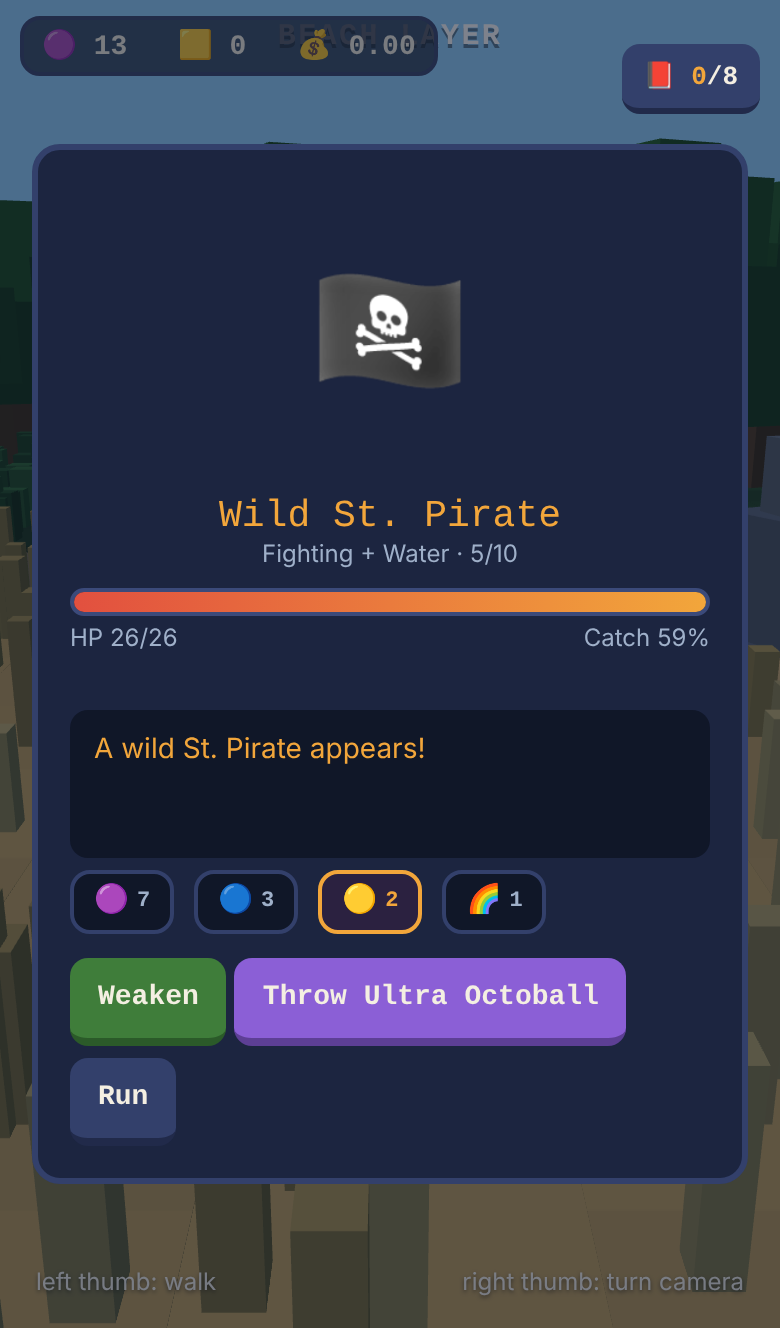 BEACH LAYER
13 0 0.00
0/8
Wild St. Pirate
Fighting + Water · 5/10
HP 26/26 Catch 59%
A wild St. Pirate appears!
7 3 2 1
Weaken Throw Ultra Octoball
Run
left thumb: walk right thumb: turn camera